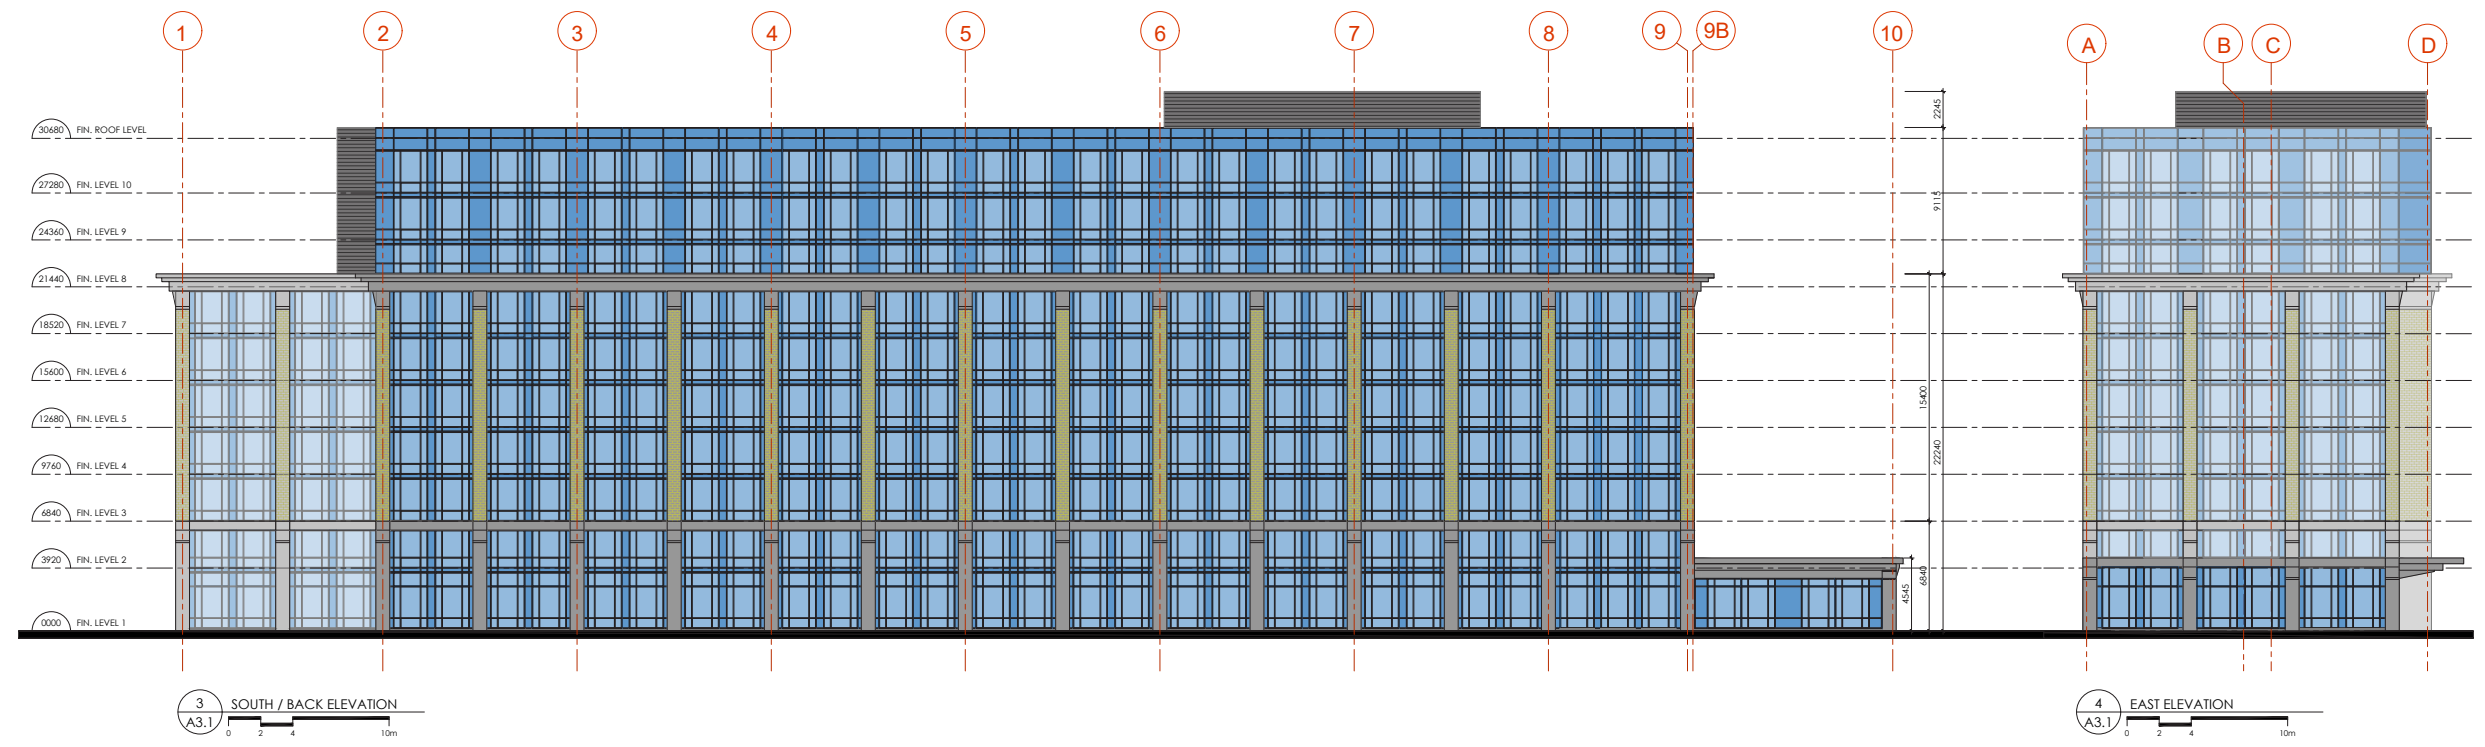 1 2 3 4 5 6 7 8 9 9B 10 A B C D
30680 FIN. ROOF LEVEL
27280 FIN. LEVEL 10
24360 FIN. LEVEL 9
21440 FIN. LEVEL 8
18520 FIN. LEVEL 7
15600 FIN. LEVEL 6
12680 FIN. LEVEL 5
9760 FIN. LEVEL 4
6840 FIN. LEVEL 3
3920 FIN. LEVEL 2
0000 FIN. LEVEL 1
2245
9115
15400
22240
6840
4545
3
A3.1
SOUTH / BACK ELEVATION
0 2 4 10m
4
A3.1
EAST ELEVATION
0 2 4 10m